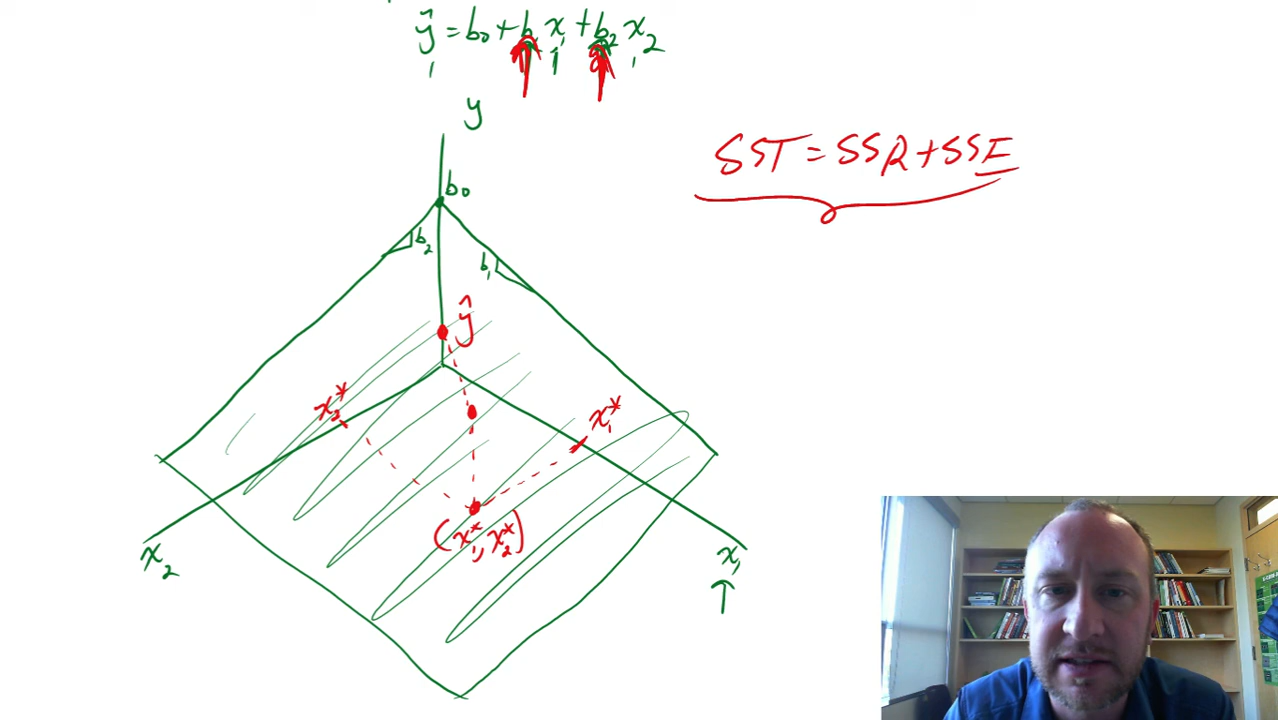 ŷ = b₀ + b₁x₁ + b₂x₂
y
SST = SSR + SSE
b₀
b₂
b₁
ŷ
x₂*
x₁*
(x₁*, x₂*)
x₂
x₁